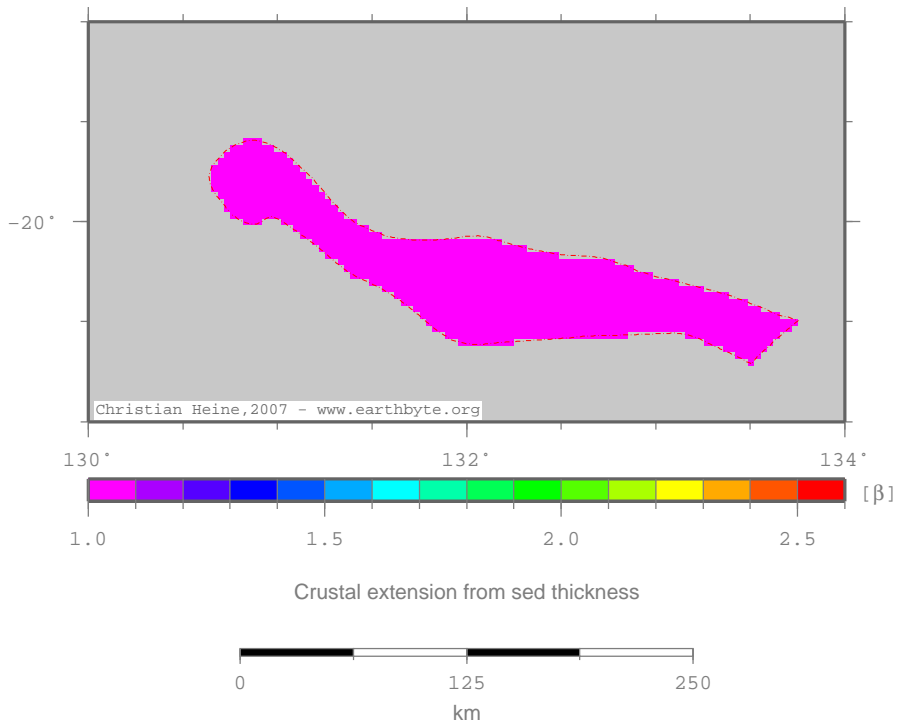 -20°
Christian Heine,2007 - www.earthbyte.org
130° 132° 134°
[β]
1.0 1.5 2.0 2.5
Crustal extension from sed thickness
0 125 250
km